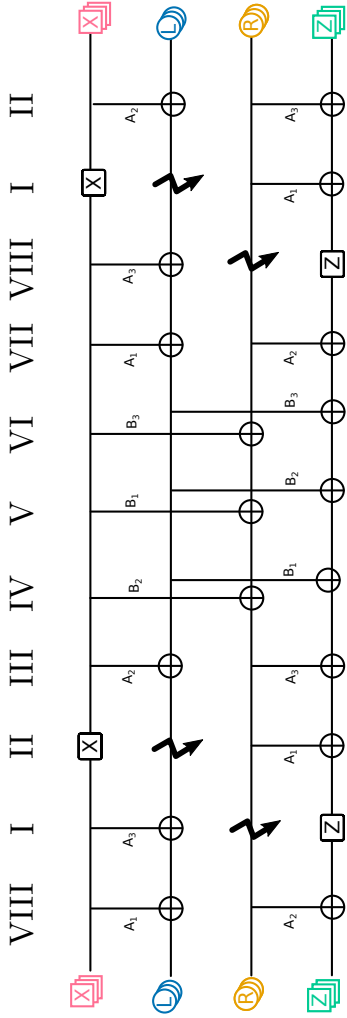 VIII I II III IV V VI VII VIII I II
X X X X
A₁ A₃ A₂ B₂ B₁ B₃ A₁ A₃ A₂
L L
R R
A₂ A₁ A₃ B₁ B₂ B₃ A₂ A₁ A₃
Z Z Z Z